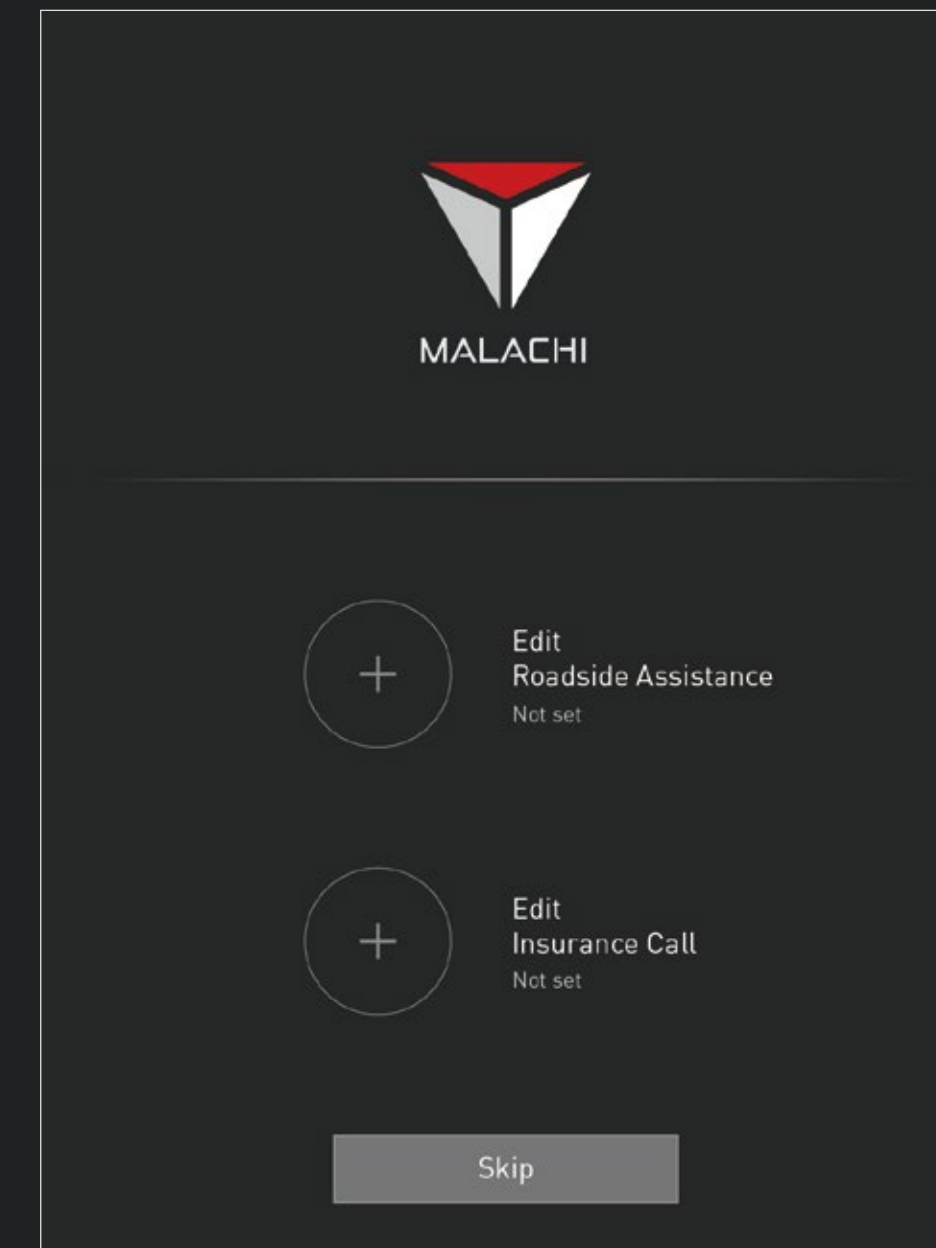 MALACHI
Edit
Roadside Assistance
Not set
Edit
Insurance Call
Not set
Skip